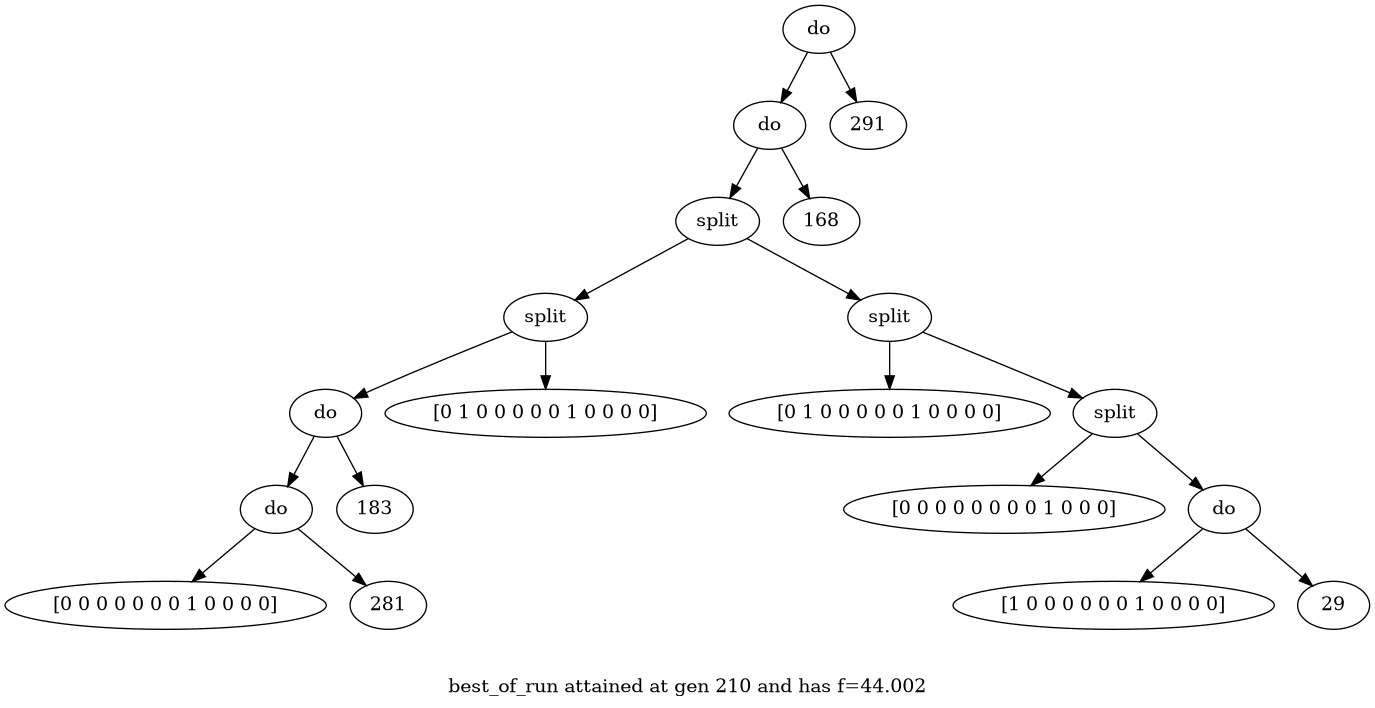 do
do
291
split
168
split
split
do
[0 1 0 0 0 0 0 1 0 0 0 0]
[0 1 0 0 0 0 0 1 0 0 0 0]
split
do
183
[0 0 0 0 0 0 0 0 1 0 0 0]
do
[0 0 0 0 0 0 0 1 0 0 0 0]
281
[1 0 0 0 0 0 0 1 0 0 0 0]
29
best_of_run attained at gen 210 and has f=44.002